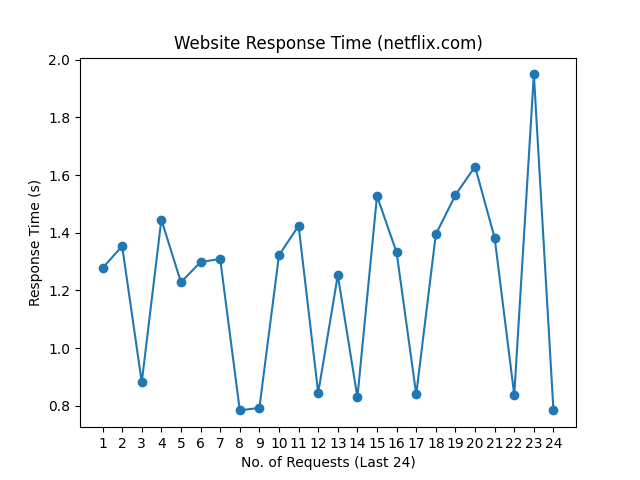 Website Response Time (netflix.com)
2.0
1.8
1.6
1.4
1.2
1.0
0.8
Response Time (s)
1 2 3 4 5 6 7 8 9 10 11 12 13 14 15 16 17 18 19 20 21 22 23 24
No. of Requests (Last 24)